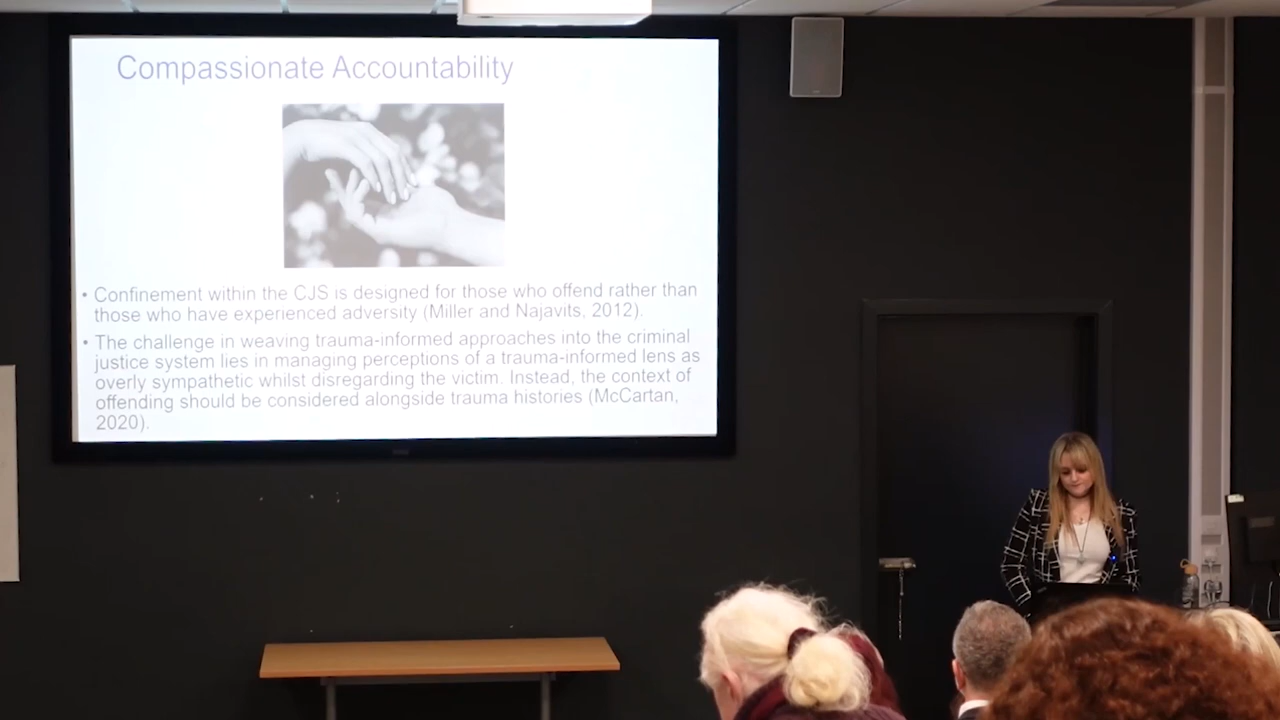 Compassionate Accountability
• Confinement within the CJS is designed for those who offend rather than
those who have experienced adversity (Miller and Najavits, 2012).
• The challenge in weaving trauma-informed approaches into the criminal
justice system lies in managing perceptions of a trauma-informed lens as
overly sympathetic whilst disregarding the victim. Instead, the context of
offending should be considered alongside trauma histories (McCartan,
2020).